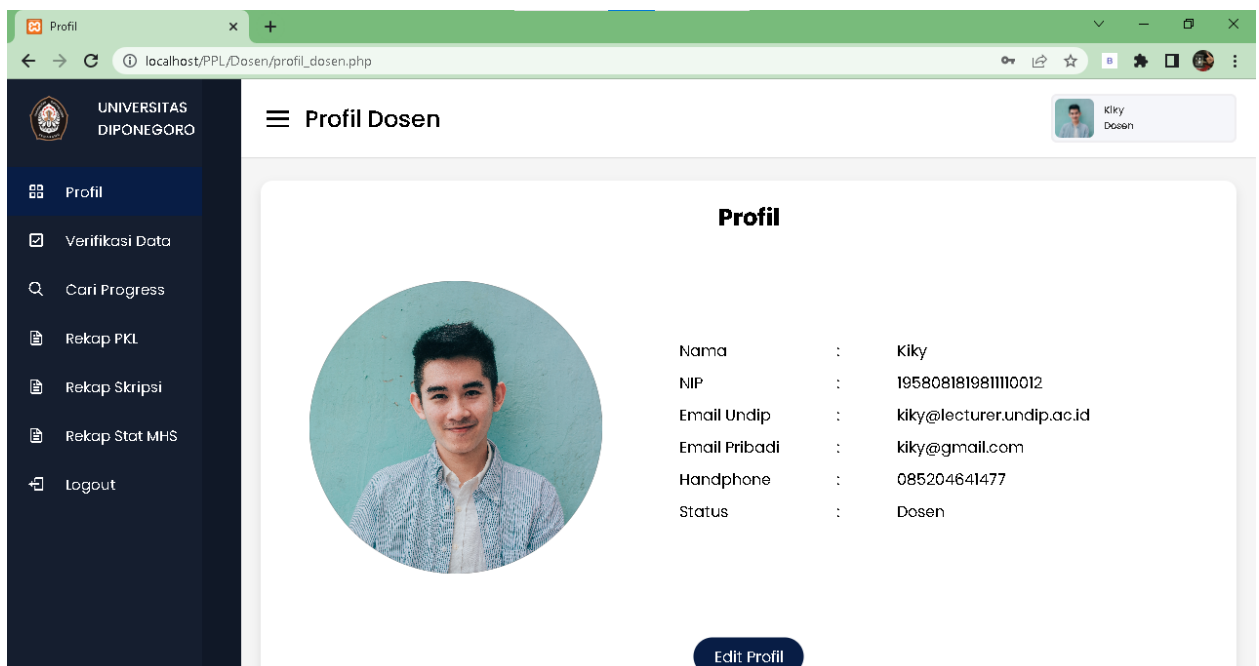 Profil
localhost/PPL/Dosen/profil_dosen.php
UNIVERSITAS
DIPONEGORO
Profil
Verifikasi Data
Cari Progress
Rekap PKL
Rekap Skripsi
Rekap Stat MHS
Logout
Profil Dosen
Kiky
Dosen
Profil
Nama : Kiky
NIP : 1958081819811110012
Email Undip : kiky@lecturer.undip.ac.id
Email Pribadi : kiky@gmail.com
Handphone : 085204641477
Status : Dosen
Edit Profil